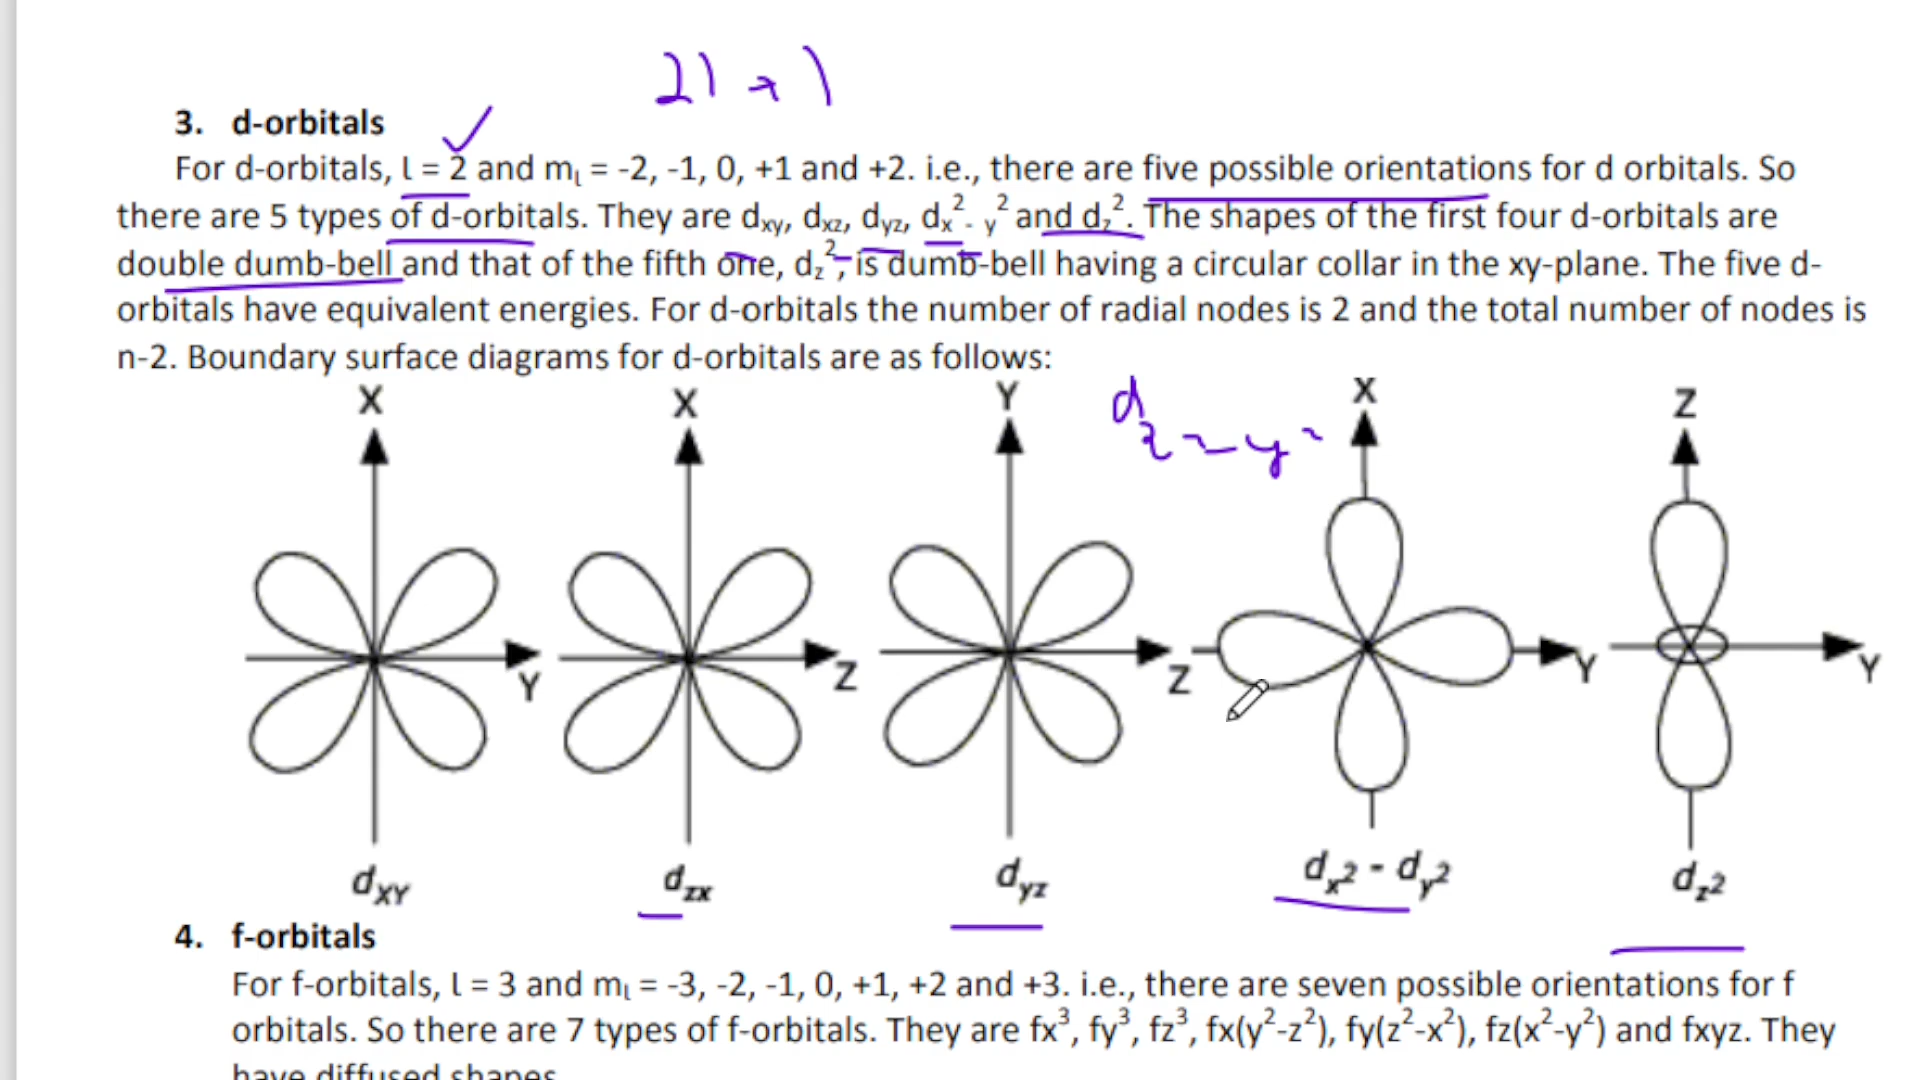 2l + 1
3. d-orbitals
For d-orbitals, l = 2 and mₗ = -2, -1, 0, +1 and +2. i.e., there are five possible orientations for d orbitals. So
there are 5 types of d-orbitals. They are dxy, dxz, dyz, dx² - y² and dz². The shapes of the first four d-orbitals are
double dumb-bell and that of the fifth one, dz², is dumb-bell having a circular collar in the xy-plane. The five d-
orbitals have equivalent energies. For d-orbitals the number of radial nodes is 2 and the total number of nodes is
n-2. Boundary surface diagrams for d-orbitals are as follows:
X X Y X Z
Y Z Z Y Y
dXY dzx dyz dx² - dy² dz²
4. f-orbitals
For f-orbitals, l = 3 and mₗ = -3, -2, -1, 0, +1, +2 and +3. i.e., there are seven possible orientations for f
orbitals. So there are 7 types of f-orbitals. They are fx³, fy³, fz³, fx(y²-z²), fy(z²-x²), fz(x²-y²) and fxyz. They
have diffused shapes